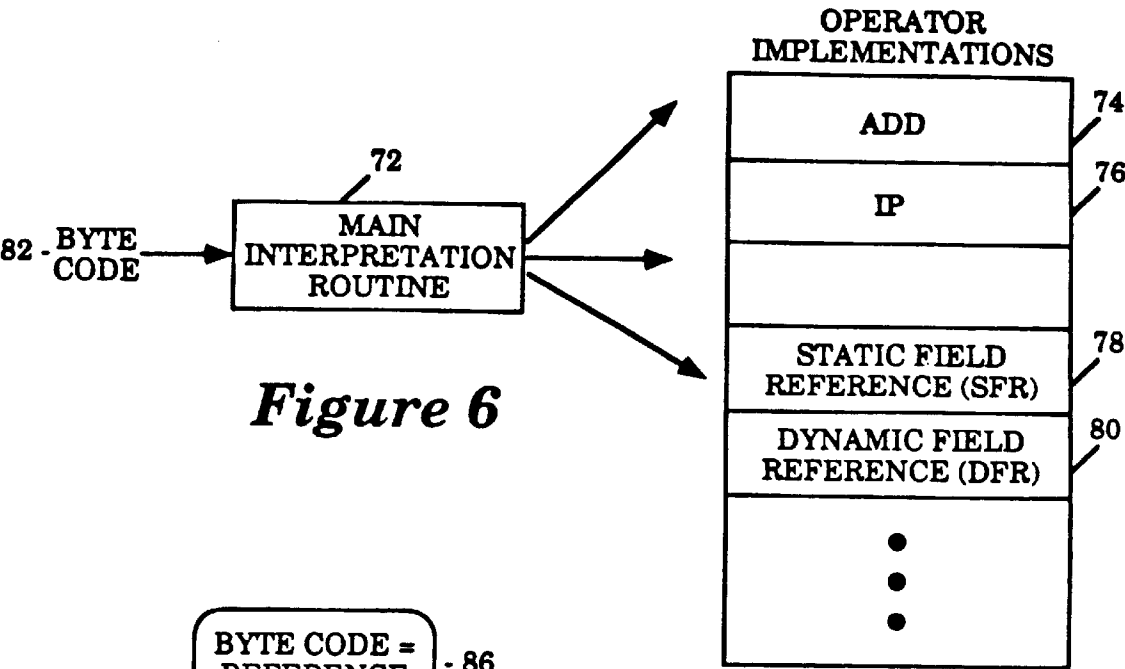 OPERATOR
IMPLEMENTATIONS
ADD
74
IP
76
72
82 - BYTE
CODE
MAIN
INTERPRETATION
ROUTINE
STATIC FIELD
REFERENCE (SFR)
78
DYNAMIC FIELD
REFERENCE (DFR)
80
Figure 6
BYTE CODE =
REFERENCE
- 86